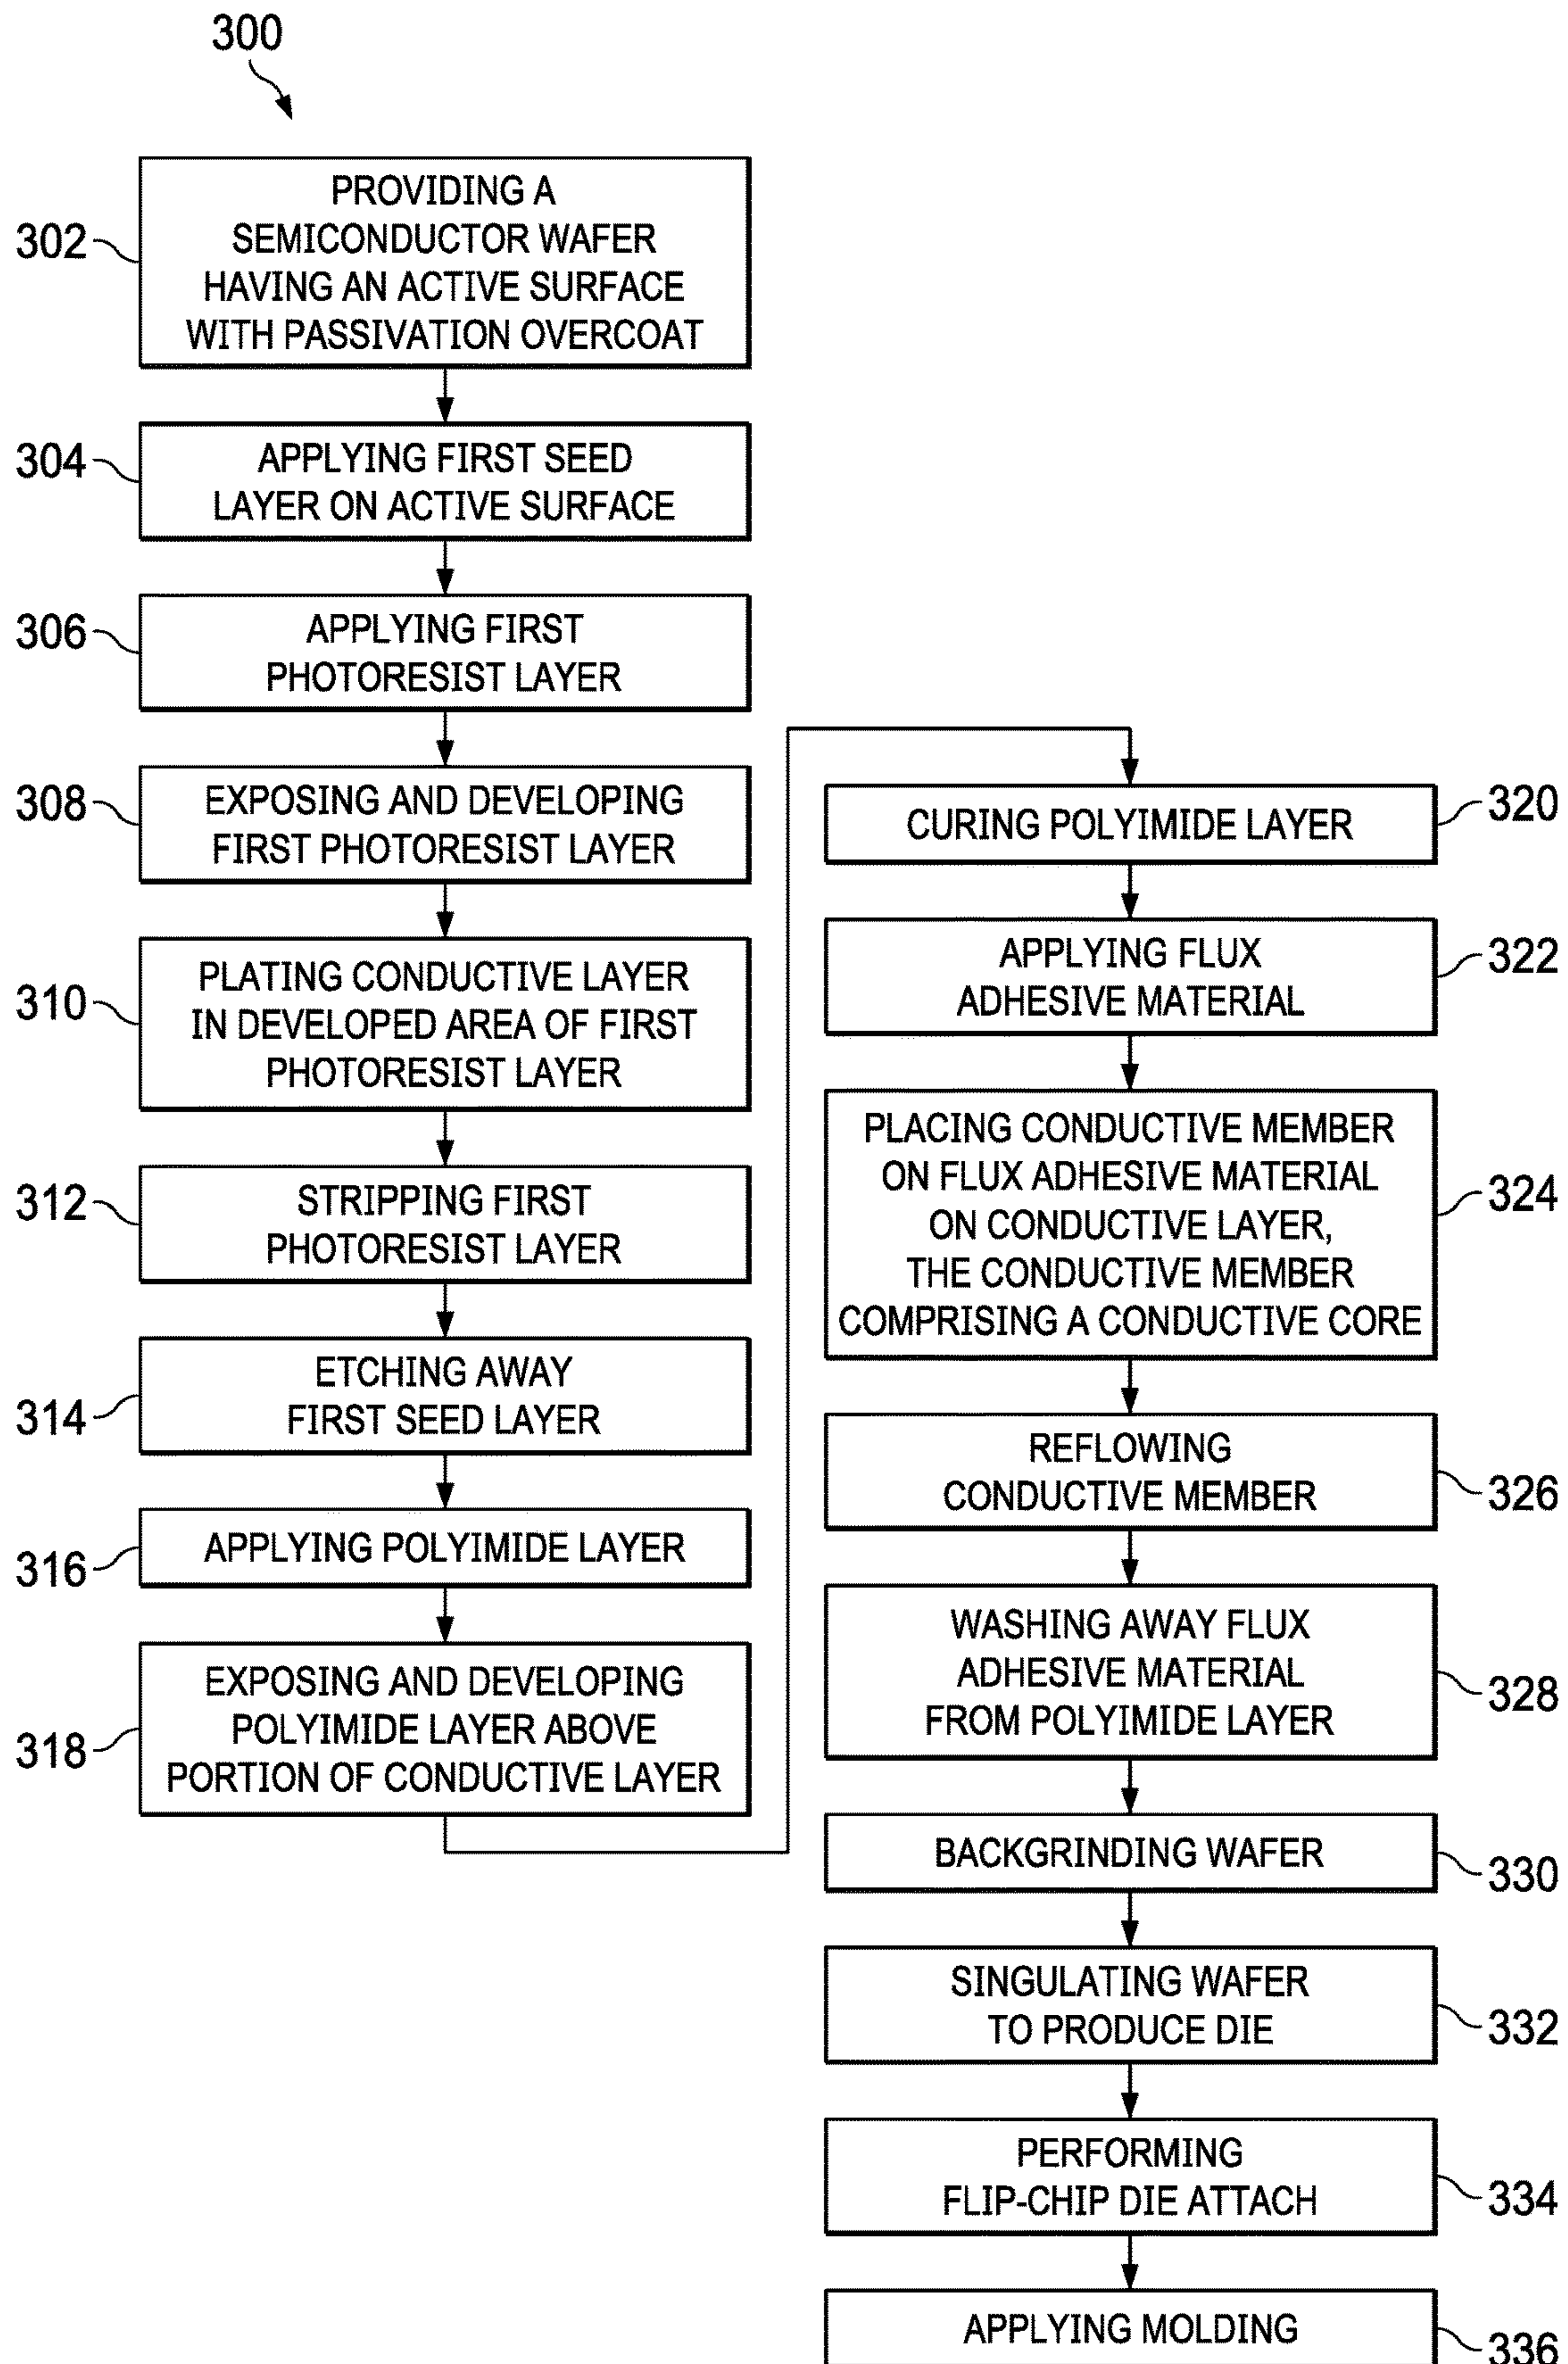 300
302
PROVIDING A
SEMICONDUCTOR WAFER
HAVING AN ACTIVE SURFACE
WITH PASSIVATION OVERCOAT
304
APPLYING FIRST SEED
LAYER ON ACTIVE SURFACE
306
APPLYING FIRST
PHOTORESIST LAYER
308
EXPOSING AND DEVELOPING
FIRST PHOTORESIST LAYER
310
PLATING CONDUCTIVE LAYER
IN DEVELOPED AREA OF FIRST
PHOTORESIST LAYER
312
STRIPPING FIRST
PHOTORESIST LAYER
314
ETCHING AWAY
FIRST SEED LAYER
316
APPLYING POLYIMIDE LAYER
318
EXPOSING AND DEVELOPING
POLYIMIDE LAYER ABOVE
PORTION OF CONDUCTIVE LAYER
CURING POLYIMIDE LAYER
320
APPLYING FLUX
ADHESIVE MATERIAL
322
PLACING CONDUCTIVE MEMBER
ON FLUX ADHESIVE MATERIAL
ON CONDUCTIVE LAYER,
THE CONDUCTIVE MEMBER
COMPRISING A CONDUCTIVE CORE
324
REFLOWING
CONDUCTIVE MEMBER
326
WASHING AWAY FLUX
ADHESIVE MATERIAL
FROM POLYIMIDE LAYER
328
BACKGRINDING WAFER
330
SINGULATING WAFER
TO PRODUCE DIE
332
PERFORMING
FLIP-CHIP DIE ATTACH
334
APPLYING MOLDING
336